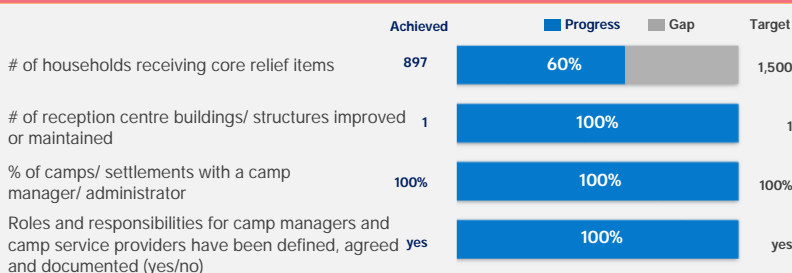 Achieved Progress Gap Target
# of households receiving core relief items 897 60% 1,500
# of reception centre buildings/ structures improved
or maintained 1 100% 1
% of camps/ settlements with a camp
manager/ administrator 100% 100% 100%
Roles and responsibilities for camp managers and
camp service providers have been defined, agreed yes 100% yes
and documented (yes/no)